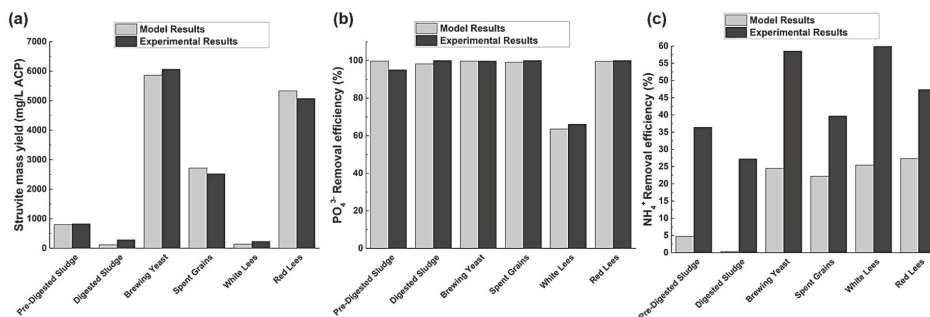 (a)
Model Results
Experimental Results
Struvite mass yield (mg/L ACP)
7000
6000
5000
4000
3000
2000
1000
0
Pre-Digested Sludge
Digested Sludge
Brewing Yeast
Spent Grains
White Lees
Red Lees
(b)
Model Results
Experimental Results
PO₄³⁻ Removal efficiency (%)
100
80
60
40
20
0
Pre-Digested Sludge
Digested Sludge
Brewing Yeast
Spent Grains
White Lees
Red Lees
(c)
Model Results
Experimental Results
NH₄⁺ Removal efficiency (%)
60
55
50
45
40
35
30
25
20
15
10
5
0
Pre-Digested Sludge
Digested Sludge
Brewing Yeast
Spent Grains
White Lees
Red Lees